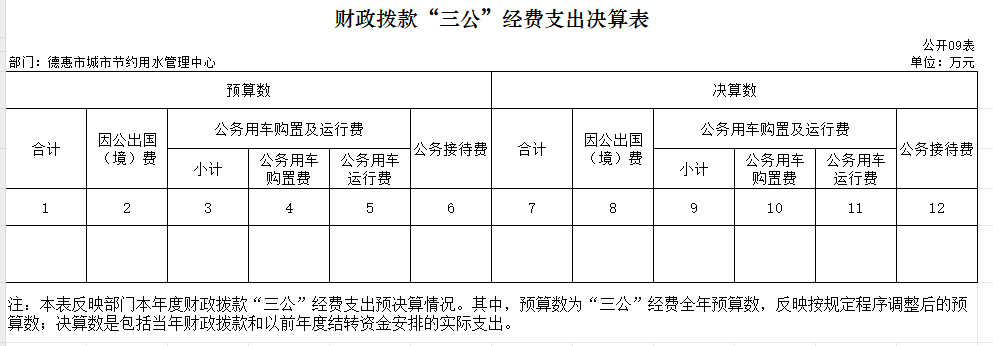 财政拨款“三公”经费支出决算表
公开09表
部门：德惠市城市节约用水管理中心
单位：万元
预算数
决算数
合计
因公出国（境）费
公务用车购置及运行费
公务接待费
合计
因公出国（境）费
公务用车购置及运行费
公务接待费
小计
公务用车购置费
公务用车运行费
小计
公务用车购置费
公务用车运行费
1 2 3 4 5 6 7 8 9 10 11 12
注：本表反映部门本年度财政拨款“三公”经费支出预决算情况。其中，预算数为“三公”经费全年预算数，反映按规定程序调整后的预
算数；决算数是包括当年财政拨款和以前年度结转资金安排的实际支出。